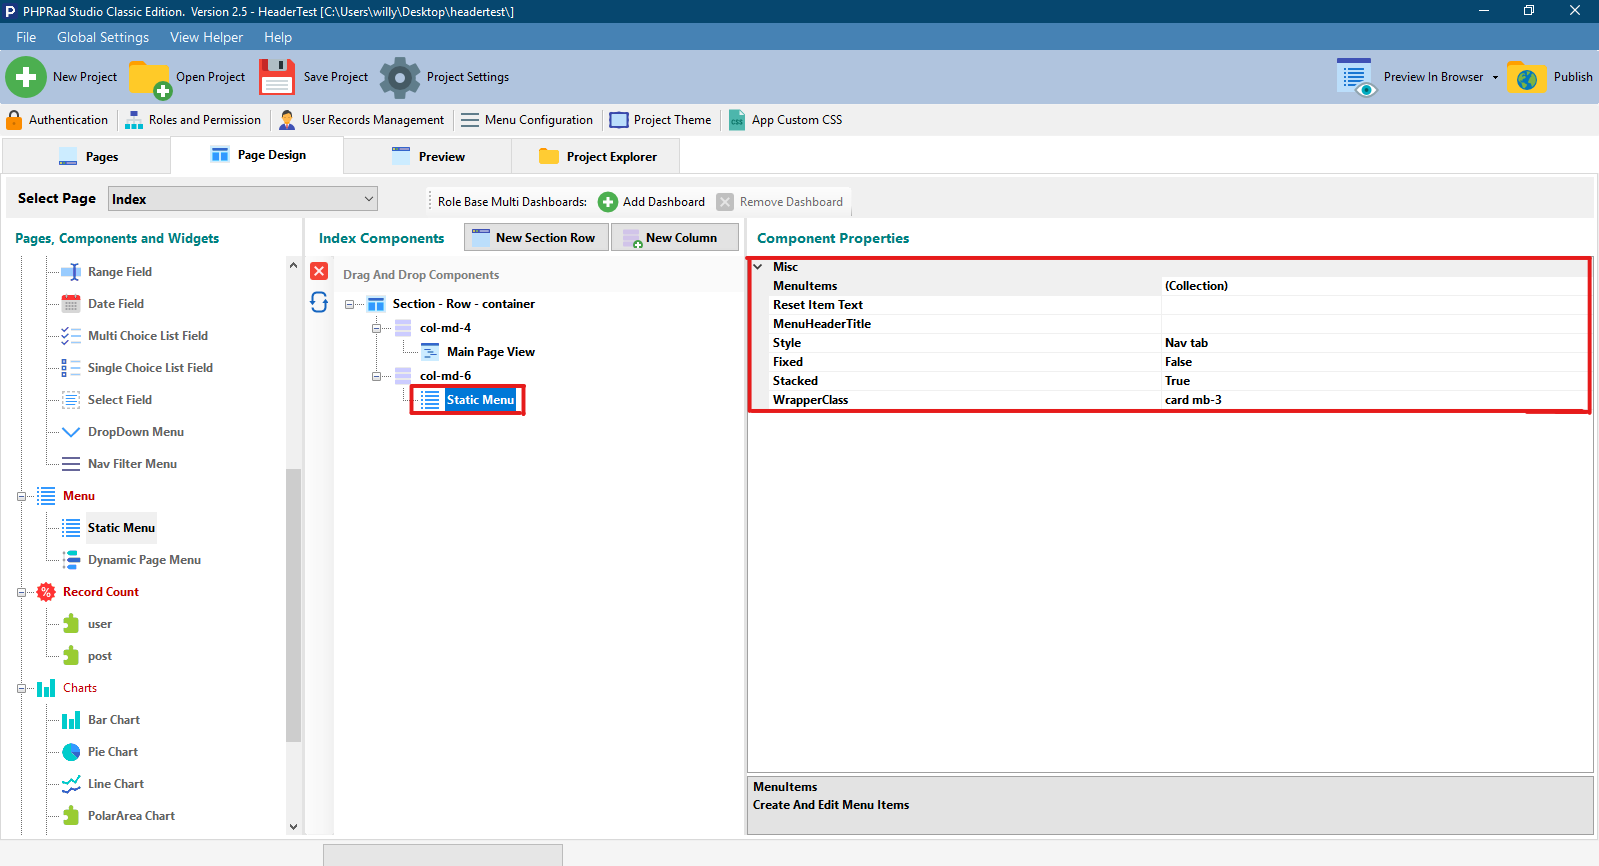 PHPRad Studio Classic Edition.  Version 2.5 - HeaderTest [C:\Users\willy\Desktop\headertest\]
File Global Settings View Helper Help
New Project Open Project Save Project Project Settings Preview In Browser Publish
Authentication Roles and Permission User Records Management Menu Configuration Project Theme CSS App Custom CSS
Pages Page Design Preview Project Explorer
Select Page Index Role Base Multi Dashboards: Add Dashboard Remove Dashboard
Pages, Components and Widgets
Range Field
Date Field
Multi Choice List Field
Single Choice List Field
Select Field
DropDown Menu
Nav Filter Menu
Menu
Static Menu
Dynamic Page Menu
Record Count
user
post
Charts
Bar Chart
Pie Chart
Line Chart
PolarArea Chart
Index Components New Section Row New Column
Drag And Drop Components
Section - Row - container
col-md-4
Main Page View
col-md-6
Static Menu
Component Properties
Misc
MenuItems (Collection)
Reset Item Text
MenuHeaderTitle
Style Nav tab
Fixed False
Stacked True
WrapperClass card mb-3
MenuItems
Create And Edit Menu Items